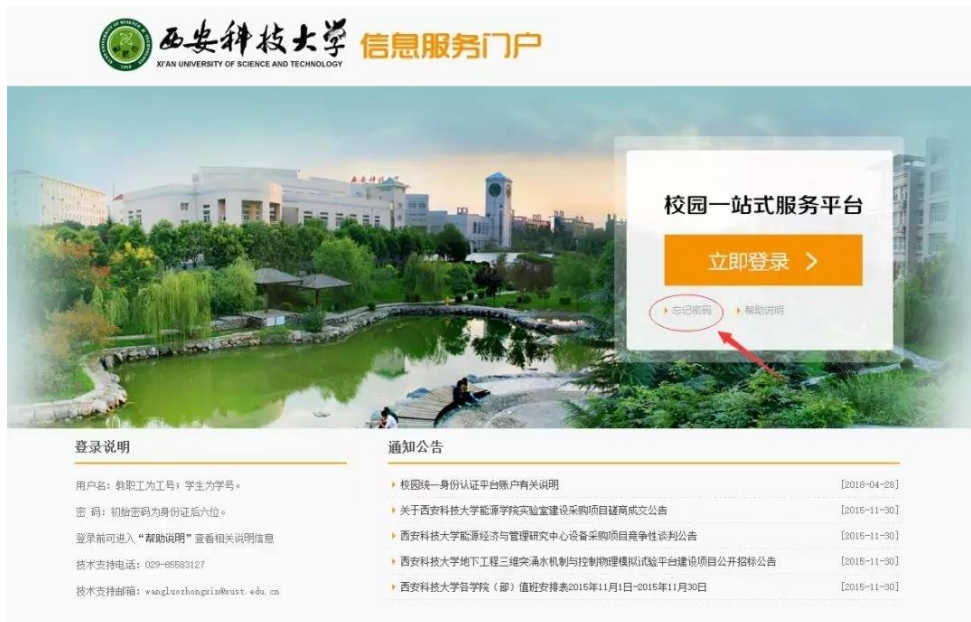 西安科技大学 信息服务门户
XI'AN UNIVERSITY OF SCIENCE AND TECHNOLOGY
校园一站式服务平台
立即登录
忘记密码 帮助说明
登录说明
用户名：教职工为工号；学生为学号。
密 码：初始密码为身份证后六位。
登录前可进入“帮助说明”查看相关说明信息
技术支持电话：029-85583127
技术支持邮箱：wangluozhongxin@xust.edu.cn
通知公告
校园统一身份认证平台账户有关说明 [2018-04-28]
关于西安科技大学能源学院实验室建设采购项目磋商成交公告 [2015-11-30]
西安科技大学能源经济与管理研究中心设备采购项目竞争性谈判公告 [2015-11-30]
西安科技大学地下工程三维突涌水机制与控制物理模拟试验平台建设项目公开招标公告 [2015-11-30]
西安科技大学各学院（部）值班安排表2015年11月1日-2015年11月30日 [2015-11-30]